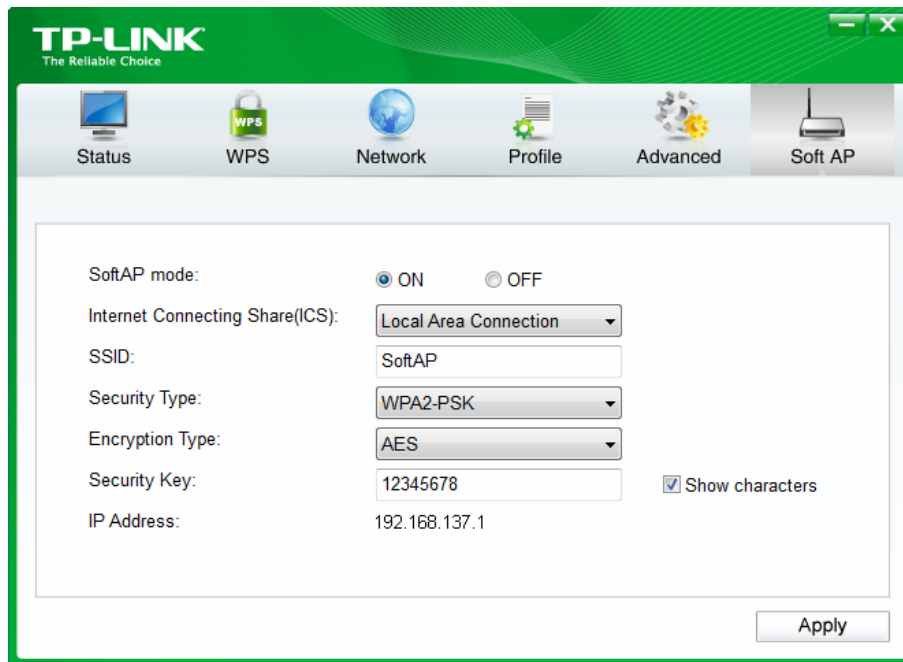 TP-LINK
The Reliable Choice
WPS
Status WPS Network Profile Advanced Soft AP
SoftAP mode: ON OFF
Internet Connecting Share(ICS): Local Area Connection
SSID: SoftAP
Security Type: WPA2-PSK
Encryption Type: AES
Security Key: 12345678 Show characters
IP Address: 192.168.137.1
Apply